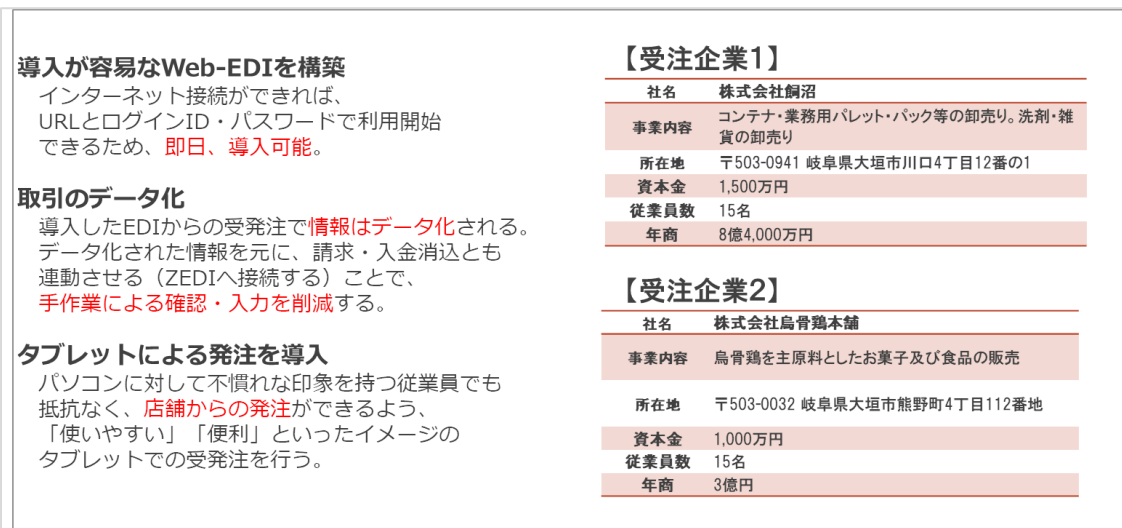 導入が容易なWeb-EDIを構築
インターネット接続ができれば、
URLとログインID・パスワードで利用開始
できるため、即日、導入可能。
取引のデータ化
導入したEDIからの受発注で情報はデータ化される。
データ化された情報を元に、請求・入金消込とも
連動させる（ZEDIへ接続する）ことで、
手作業による確認・入力を削減する。
タブレットによる発注を導入
パソコンに対して不慣れな印象を持つ従業員でも
抵抗なく、店舗からの発注ができるよう、
「使いやすい」「便利」といったイメージの
タブレットでの受発注を行う。
【受注企業1】
社名 株式会社飼沼
事業内容 コンテナ・業務用パレット・パック等の卸売り。洗剤・雑
貨の卸売り
所在地 〒503-0941 岐阜県大垣市川口4丁目12番の1
資本金 1,500万円
従業員数 15名
年商 8億4,000万円
【受注企業2】
社名 株式会社烏骨鶏本舗
事業内容 烏骨鶏を主原料としたお菓子及び食品の販売
所在地 〒503-0032 岐阜県大垣市熊野町4丁目112番地
資本金 1,000万円
従業員数 15名
年商 3億円